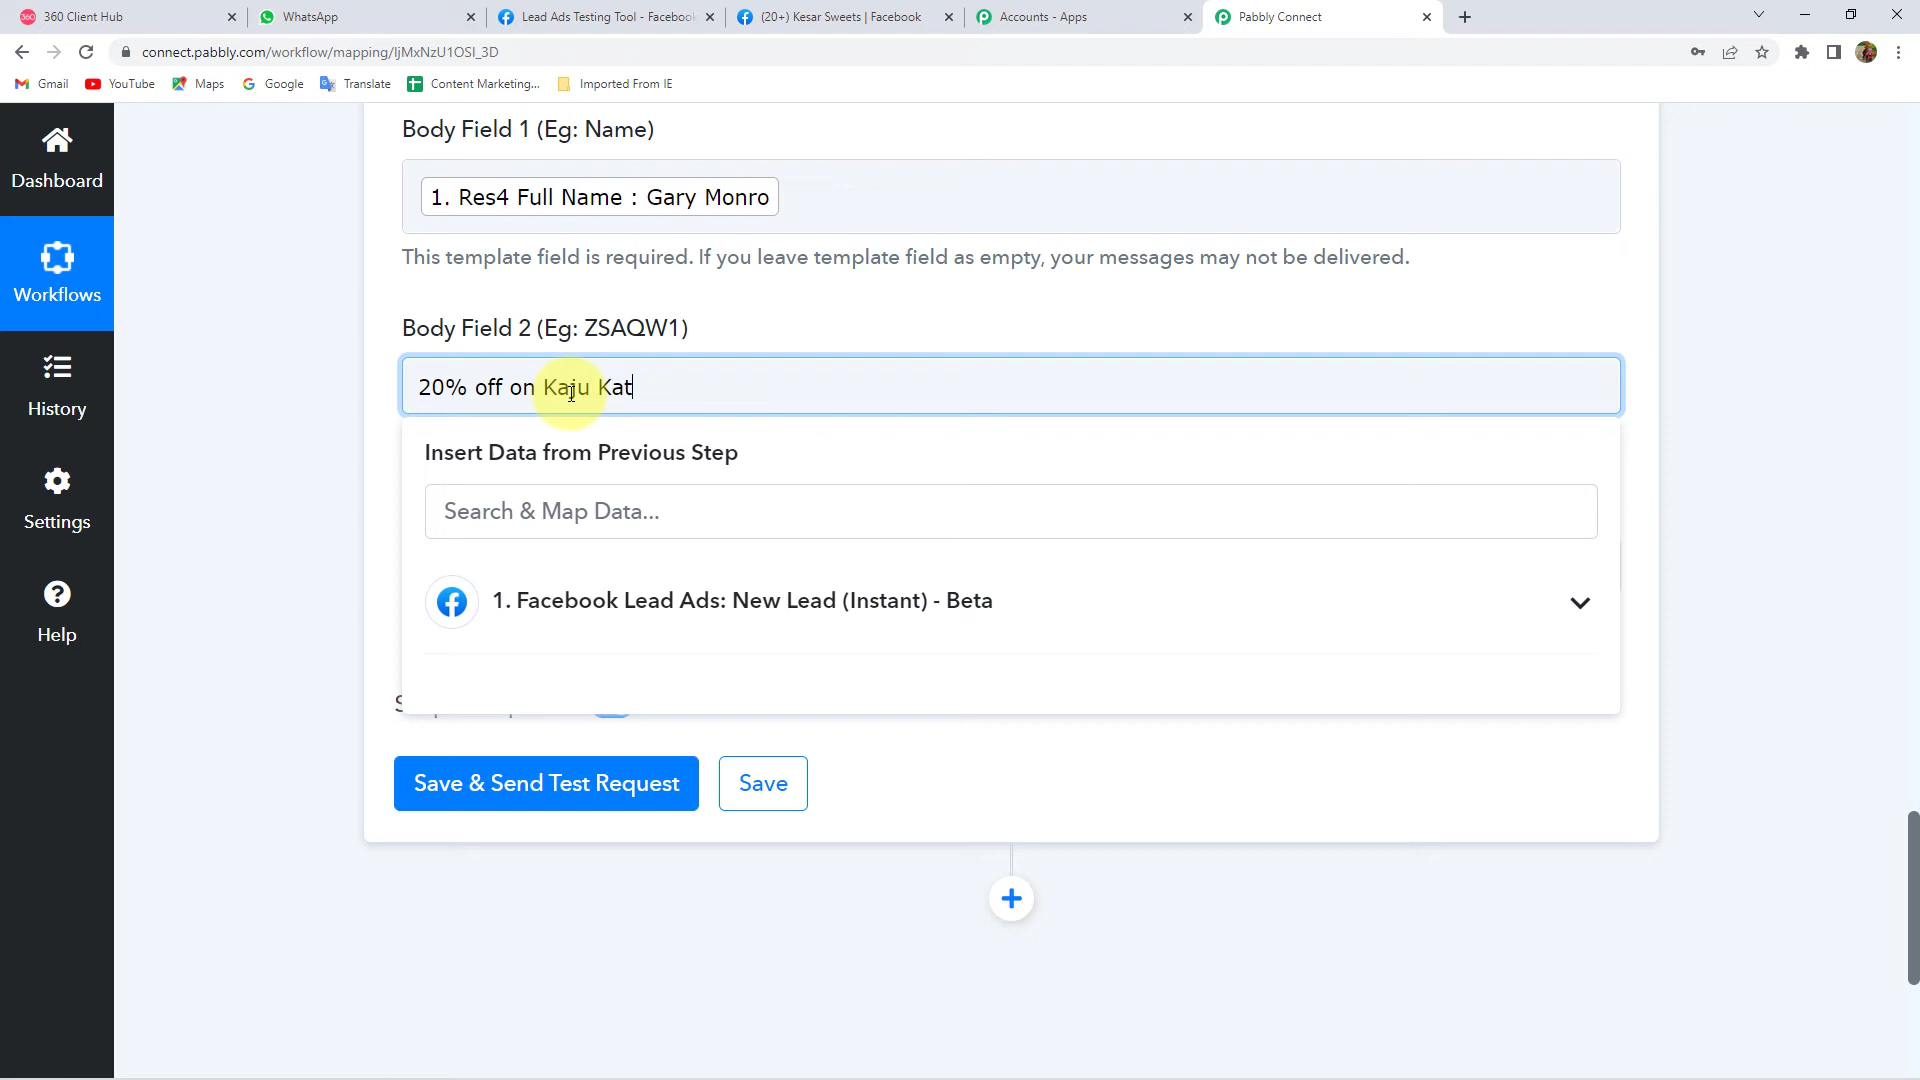 360 Client Hub
WhatsApp
Lead Ads Testing Tool - Faceboo
(20+) Kesar Sweets | Facebook
Accounts - Apps
Pabbly Connect
connect.pabbly.com/workflow/mapping/IjMxNzU1OSI_3D
Gmail
YouTube
Maps
Google
Translate
Content Marketing...
Imported From IE
Dashboard
Workflows
History
Settings
Help
Body Field 1 (Eg: Name)
1. Res4 Full Name : Gary Monro
This template field is required. If you leave template field as empty, your messages may not be delivered.
Body Field 2 (Eg: ZSAQW1)
20% off on Kaju Kat
Insert Data from Previous Step
Search & Map Data...
1. Facebook Lead Ads: New Lead (Instant) - Beta
Save & Send Test Request
Save